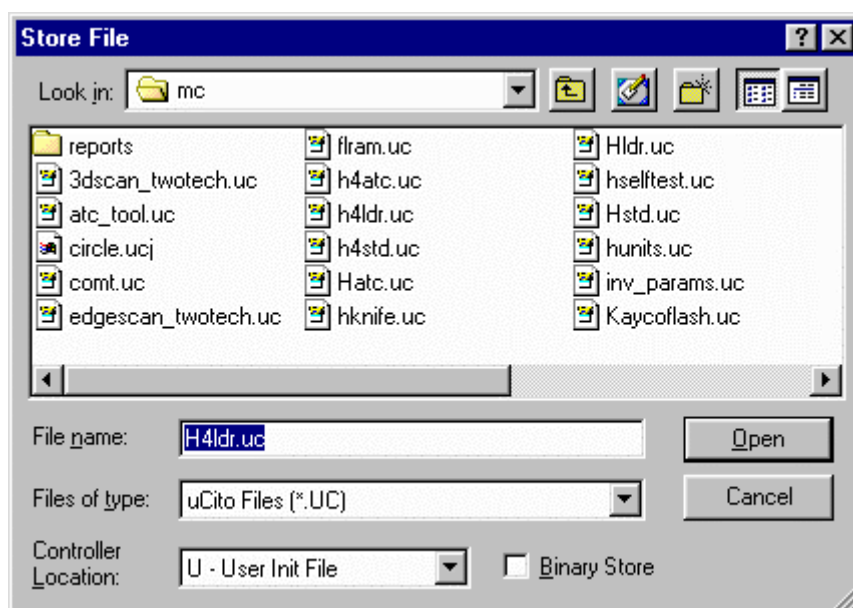 Store File
Look in: mc
reports
3dscan_twotech.uc
atc_tool.uc
circle.ucj
comt.uc
edgescan_twotech.uc
flram.uc
h4atc.uc
h4ldr.uc
h4std.uc
Hatc.uc
hknife.uc
Hldr.uc
hselftest.uc
Hstd.uc
hunits.uc
inv_params.uc
Kaycoflash.uc
File name: H4ldr.uc
Open
Files of type: uCito Files (*.UC)
Cancel
Controller
Location: U - User Init File
Binary Store